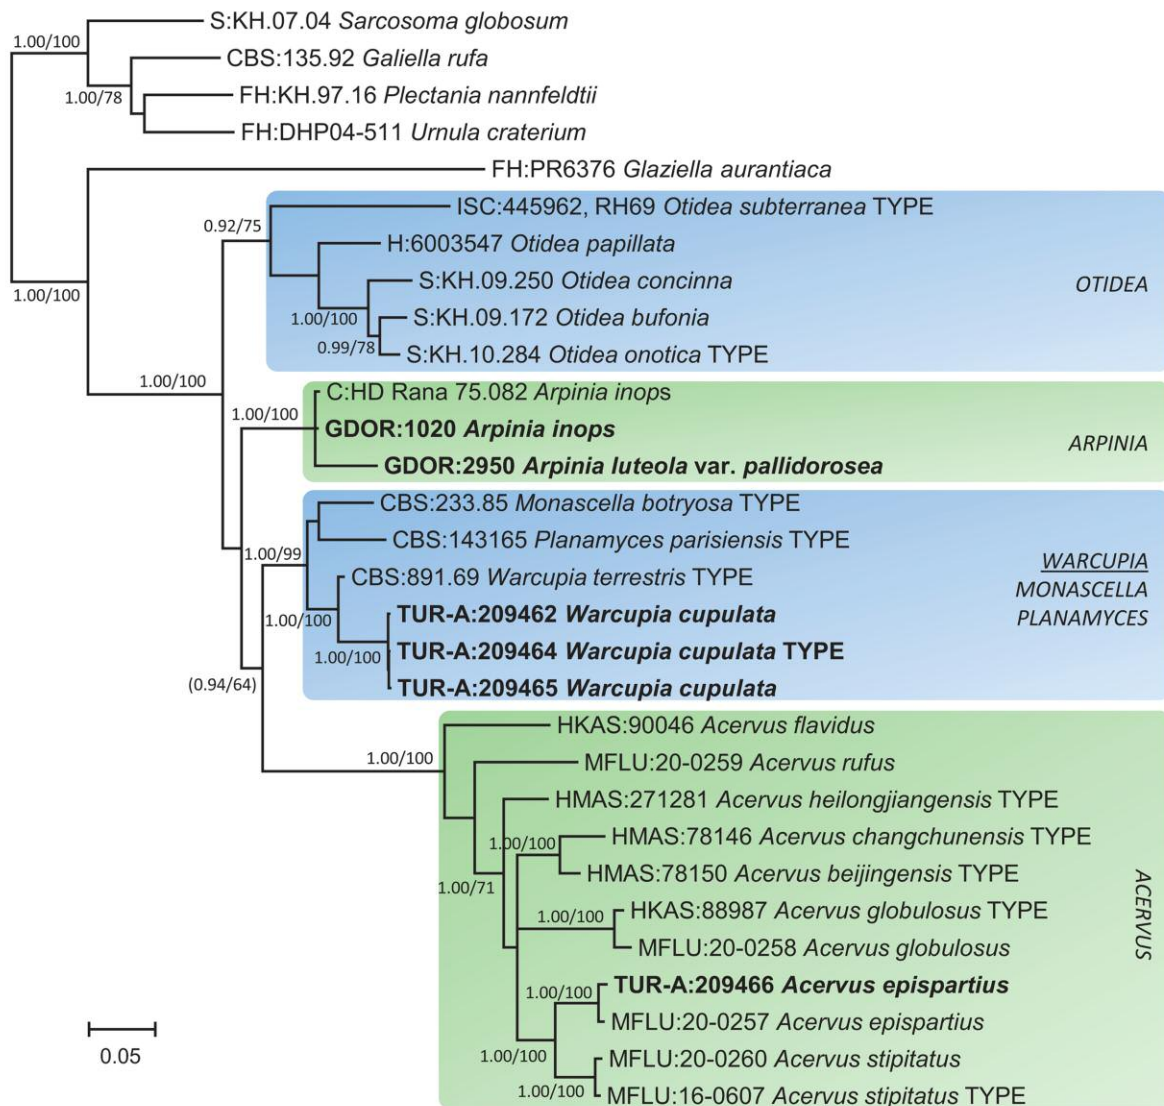 S:KH.07.04 Sarcosoma globosum
1.00/100
CBS:135.92 Galiella rufa
1.00/78
FH:KH.97.16 Plectania nannfeldtii
FH:DHP04-511 Urnula craterium
FH:PR6376 Glaziella aurantiaca
ISC:445962, RH69 Otidea subterranea TYPE
0.92/75
H:6003547 Otidea papillata
S:KH.09.250 Otidea concinna
OTIDEA
1.00/100
1.00/100
S:KH.09.172 Otidea bufonia
0.99/78
S:KH.10.284 Otidea onotica TYPE
1.00/100
C:HD Rana 75.082 Arpinia inops
1.00/100
GDOR:1020 Arpinia inops
ARPINIA
GDOR:2950 Arpinia luteola var. pallidorosea
CBS:233.85 Monascella botryosa TYPE
CBS:143165 Planamyces parisiensis TYPE
1.00/99
WARCUPIA
MONASCELLA
PLANAMYCES
CBS:891.69 Warcupia terrestris TYPE
TUR-A:209462 Warcupia cupulata
1.00/100
TUR-A:209464 Warcupia cupulata TYPE
1.00/100
TUR-A:209465 Warcupia cupulata
(0.94/64)
HKAS:90046 Acervus flavidus
1.00/100
MFLU:20-0259 Acervus rufus
HMAS:271281 Acervus heilongjiangensis TYPE
HMAS:78146 Acervus changchunensis TYPE
1.00/100
HMAS:78150 Acervus beijingensis TYPE
1.00/71
ACERVUS
HKAS:88987 Acervus globulosus TYPE
1.00/100
MFLU:20-0258 Acervus globulosus
TUR-A:209466 Acervus epispartius
1.00/100
MFLU:20-0257 Acervus epispartius
1.00/100
MFLU:20-0260 Acervus stipitatus
1.00/100
MFLU:16-0607 Acervus stipitatus TYPE
0.05